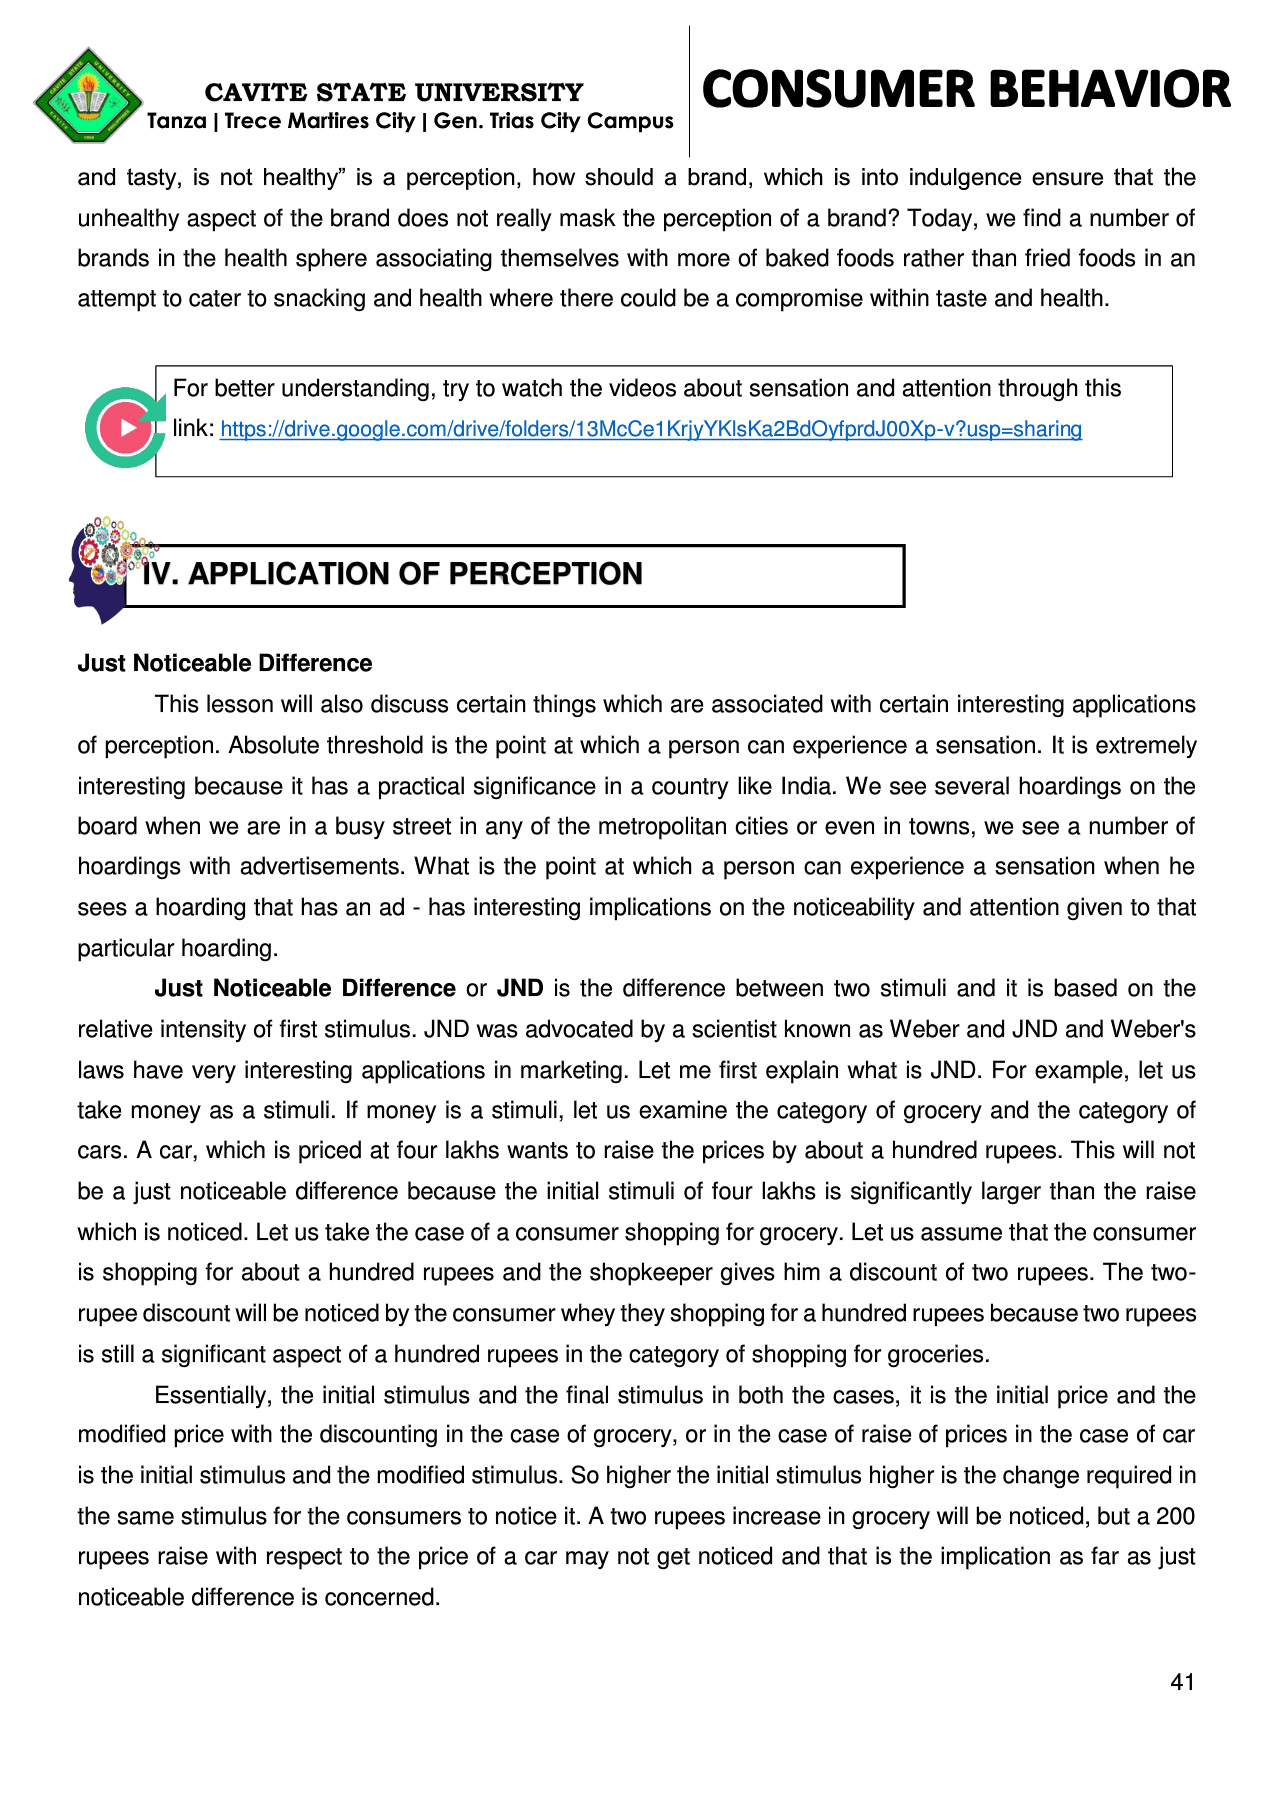 CAVITE STATE UNIVERSITY
Tanza | Trece Martires City | Gen. Trias City Campus
CONSUMER BEHAVIOR
and tasty, is not healthy” is a perception, how should a brand, which is into indulgence ensure that the
unhealthy aspect of the brand does not really mask the perception of a brand? Today, we find a number of
brands in the health sphere associating themselves with more of baked foods rather than fried foods in an
attempt to cater to snacking and health where there could be a compromise within taste and health.
For better understanding, try to watch the videos about sensation and attention through this
link: https://drive.google.com/drive/folders/13McCe1KrjyYKlsKa2BdOyfprdJ00Xp-v?usp=sharing
IV. APPLICATION OF PERCEPTION
Just Noticeable Difference
This lesson will also discuss certain things which are associated with certain interesting applications
of perception. Absolute threshold is the point at which a person can experience a sensation. It is extremely
interesting because it has a practical significance in a country like India. We see several hoardings on the
board when we are in a busy street in any of the metropolitan cities or even in towns, we see a number of
hoardings with advertisements. What is the point at which a person can experience a sensation when he
sees a hoarding that has an ad - has interesting implications on the noticeability and attention given to that
particular hoarding.
Just Noticeable Difference or JND is the difference between two stimuli and it is based on the
relative intensity of first stimulus. JND was advocated by a scientist known as Weber and JND and Weber's
laws have very interesting applications in marketing. Let me first explain what is JND. For example, let us
take money as a stimuli. If money is a stimuli, let us examine the category of grocery and the category of
cars. A car, which is priced at four lakhs wants to raise the prices by about a hundred rupees. This will not
be a just noticeable difference because the initial stimuli of four lakhs is significantly larger than the raise
which is noticed. Let us take the case of a consumer shopping for grocery. Let us assume that the consumer
is shopping for about a hundred rupees and the shopkeeper gives him a discount of two rupees. The two-
rupee discount will be noticed by the consumer whey they shopping for a hundred rupees because two rupees
is still a significant aspect of a hundred rupees in the category of shopping for groceries.
Essentially, the initial stimulus and the final stimulus in both the cases, it is the initial price and the
modified price with the discounting in the case of grocery, or in the case of raise of prices in the case of car
is the initial stimulus and the modified stimulus. So higher the initial stimulus higher is the change required in
the same stimulus for the consumers to notice it. A two rupees increase in grocery will be noticed, but a 200
rupees raise with respect to the price of a car may not get noticed and that is the implication as far as just
noticeable difference is concerned.
41